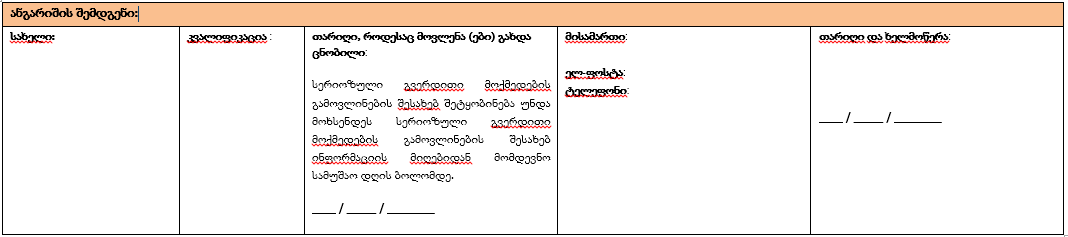 ანგარიშის შემდგენი:
სახელი:
კვალიფიკაცია :
თარიღი, როდესაც მოვლენა (ები) გახდა
ცნობილი:
სერიოზული გვერდითი მოქმედების
გამოვლინების შესახებ შეტყობინება უნდა
მოხსენდეს სერიოზული გვერდითი
მოქმედების გამოვლინების შესახებ
ინფორმაციის მიღებიდან მომდევნო
სამუშაო დღის ბოლომდე.
____ / _____ / ________
მისამართი:
ელ-ფოსტა:
ტელეფონი:
თარიღი და ხელმოწერა:
____ / _____ / ________